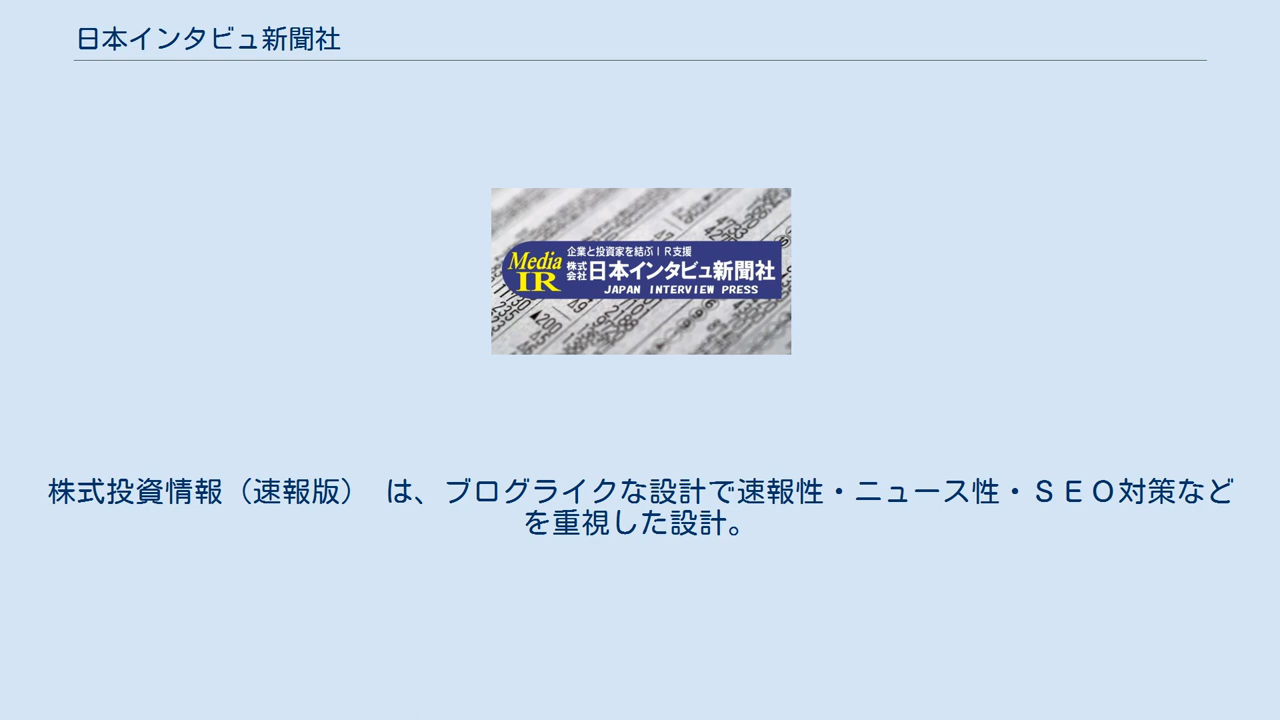 日本インタビュ新聞社
企業と投資家を結ぶＩＲ支援
Media IR
株式会社 日本インタビュ新聞社
JAPAN INTERVIEW PRESS
株式投資情報（速報版）　は、ブログライクな設計で速報性・ニュース性・ＳＥＯ対策など
を重視した設計。